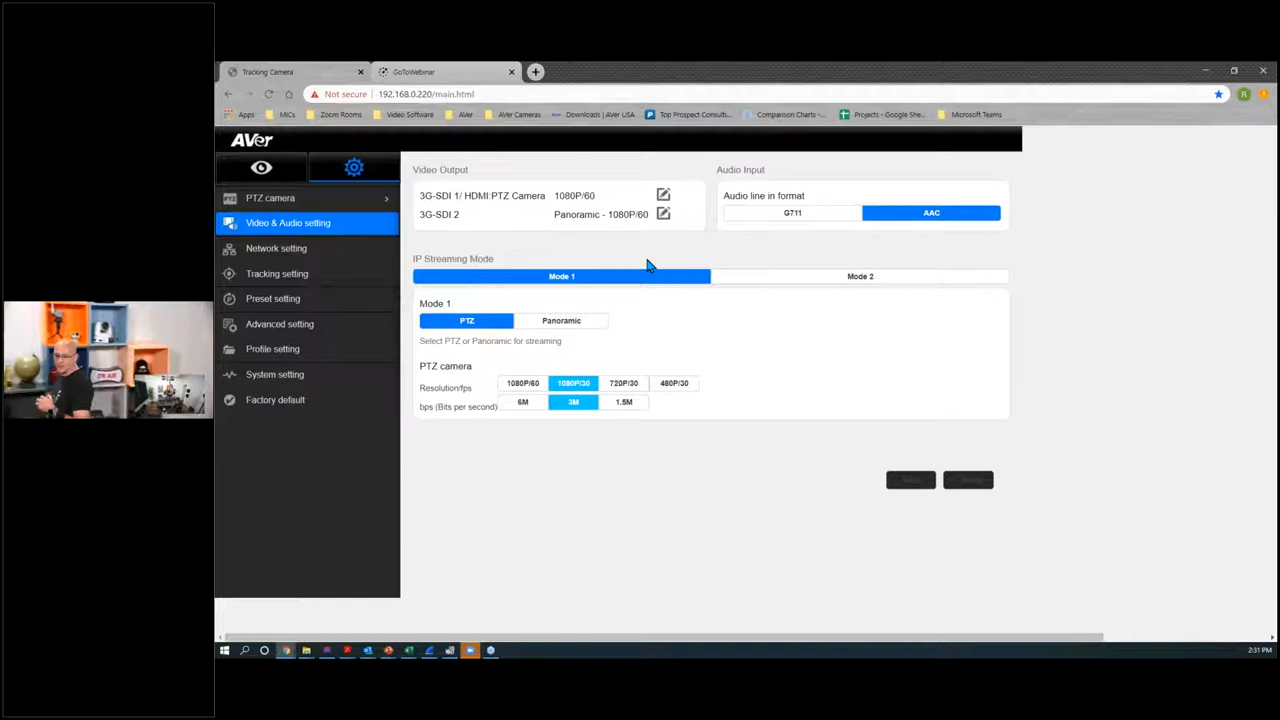 Tracking Camera
GoToWebinar
Not secure 192.168.0.220/main.html
Apps MICs Zoom Rooms Video Software AVer AVer Cameras Downloads | AVer USA Top Prospect Consulti... Comparison Charts -... Projects - Google She... Microsoft Teams
AVer
PTZ PTZ camera
Video & Audio setting
Network setting
Tracking setting
Preset setting
Advanced setting
Profile setting
System setting
Factory default
Video Output
3G-SDI 1/ HDMI:PTZ Camera 1080P/60
3G-SDI 2 Panoramic - 1080P/60
Audio Input
Audio line in format
G711 AAC
IP Streaming Mode
Mode 1 Mode 2
Mode 1
PTZ Panoramic
Select PTZ or Panoramic for streaming
PTZ camera
Resolution/fps 1080P/60 1080P/30 720P/30 480P/30
bps (Bits per second) 6M 3M 1.5M
ON AIR
2:31 PM